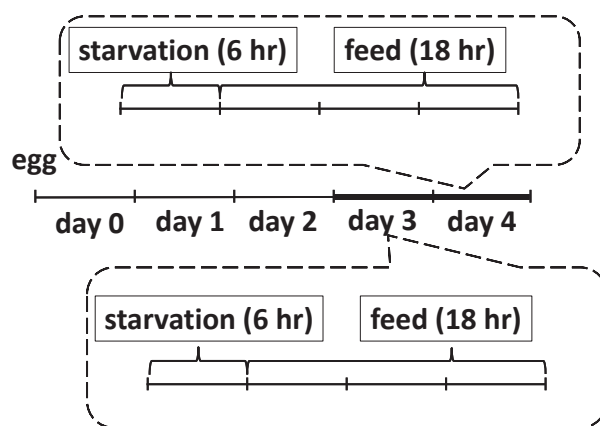 starvation (6 hr) feed (18 hr)
egg
day 0 day 1 day 2 day 3 day 4
starvation (6 hr) feed (18 hr)